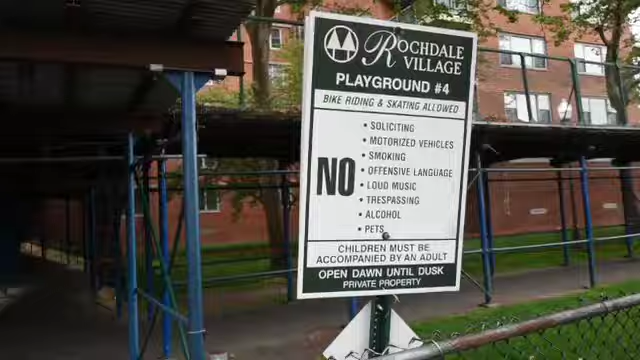 ROCHDALE
VILLAGE
PLAYGROUND #4
BIKE RIDING & SKATING ALLOWED
NO
• SOLICITING
• MOTORIZED VEHICLES
• SMOKING
• OFFENSIVE LANGUAGE
• LOUD MUSIC
• TRESPASSING
• ALCOHOL
• PETS
CHILDREN MUST BE
ACCOMPANIED BY AN ADULT
OPEN DAWN UNTIL DUSK
PRIVATE PROPERTY